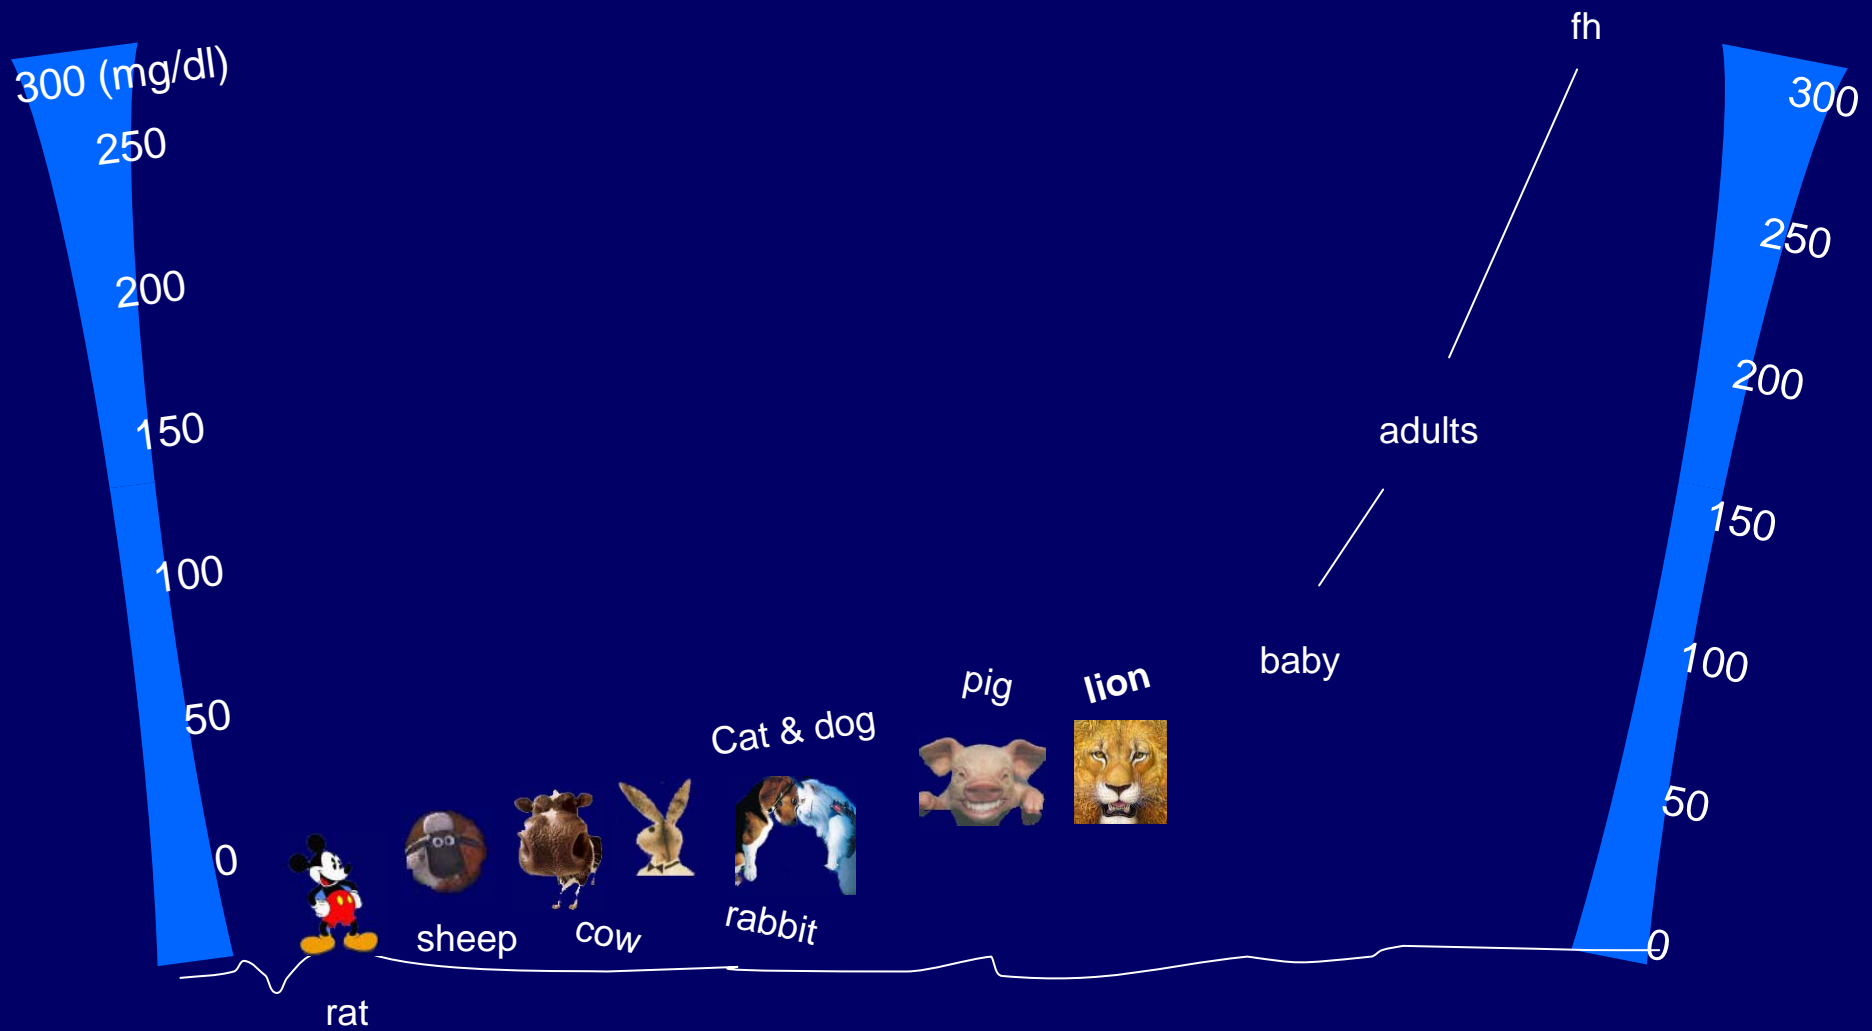 fh
300 (mg/dl)
250
200
150
100
50
0
300
250
200
150
100
50
0
adults
baby
pig
lion
Cat & dog
rabbit
cow
sheep
rat